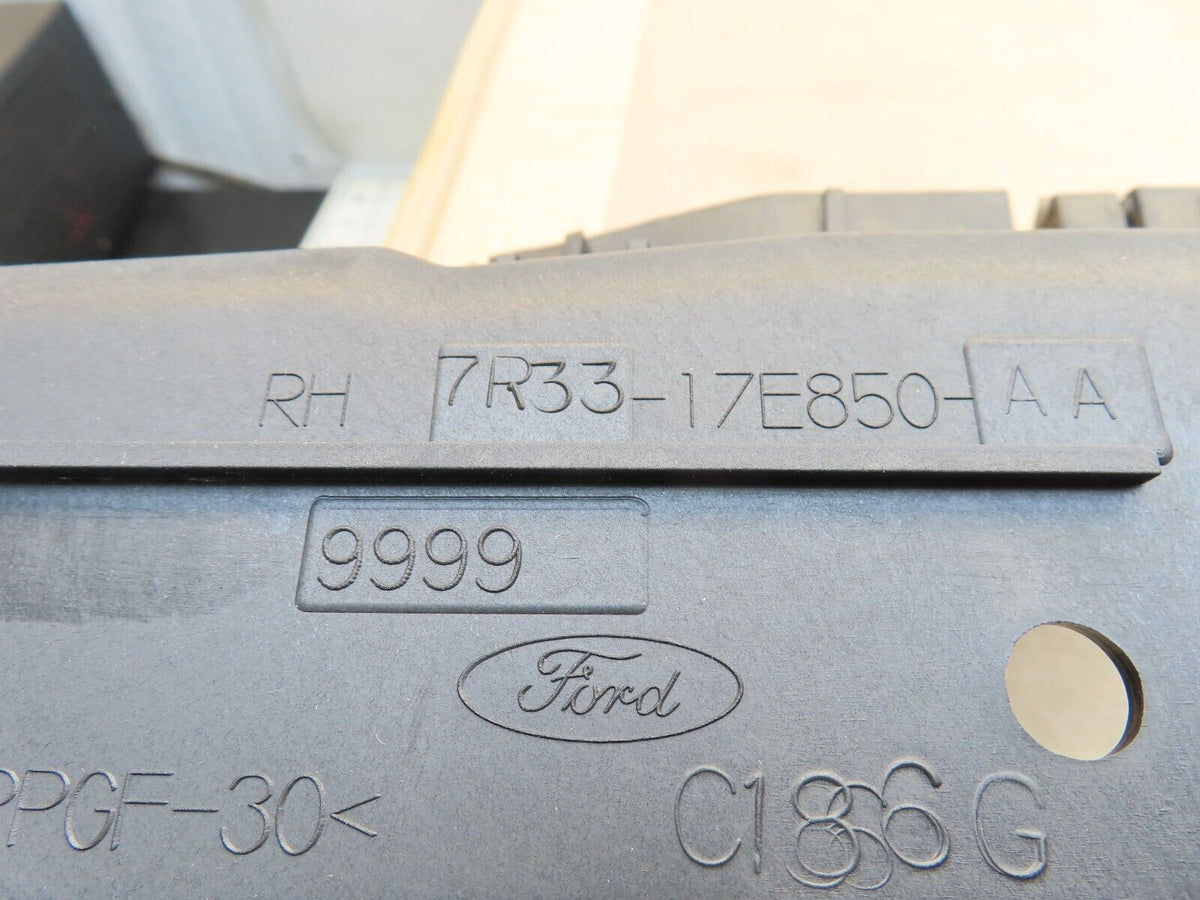 RH 7R33-17E850-AA
9999
Ford
PPGF-30<